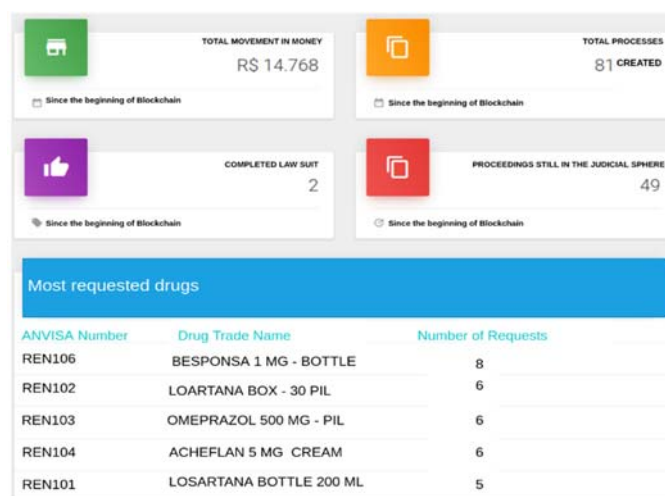 TOTAL MOVEMENT IN MONEY
R$ 14.768
Since the beginning of Blockchain
TOTAL PROCESSES
81 CREATED
Since the beginning of Blockchain
COMPLETED LAW SUIT
2
Since the beginning of Blockchain
PROCEEDINGS STILL IN THE JUDICIAL SPHERE
49
Since the beginning of Blockchain
Most requested drugs
ANVISA Number Drug Trade Name Number of Requests
REN106 BESPONSA 1 MG - BOTTLE 8
REN102 LOARTANA BOX - 30 PIL 6
REN103 OMEPRAZOL 500 MG - PIL 6
REN104 ACHEFLAN 5 MG CREAM 6
REN101 LOSARTANA BOTTLE 200 ML 5